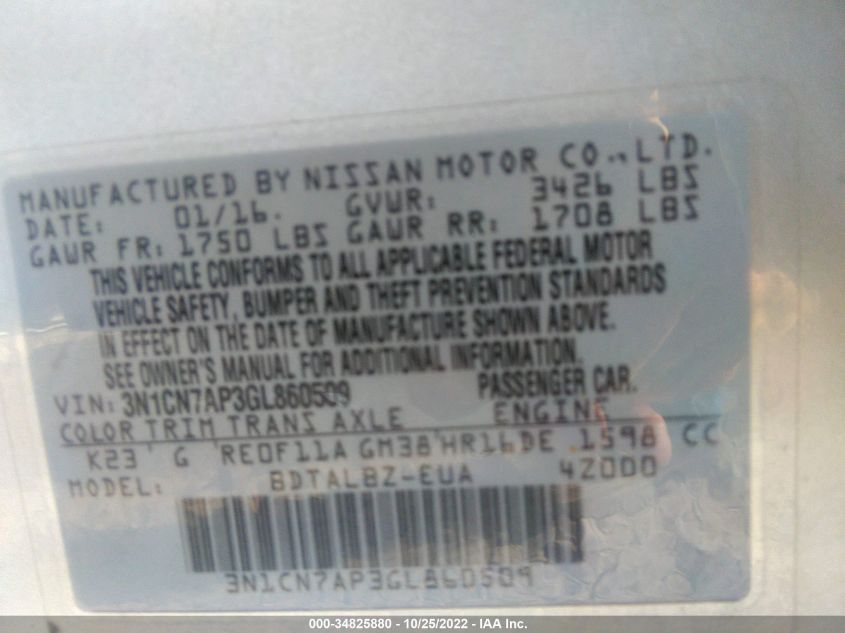 MANUFACTURED BY NISSAN MOTOR CO., LTD.
DATE: 01/16. GVWR: 3426 LBS
GAWR FR: 1750 LBS GAWR RR: 1708 LBS
THIS VEHICLE CONFORMS TO ALL APPLICABLE FEDERAL MOTOR
VEHICLE SAFETY, BUMPER AND THEFT PREVENTION STANDARDS
IN EFFECT ON THE DATE OF MANUFACTURE SHOWN ABOVE.
SEE OWNER'S MANUAL FOR ADDITIONAL INFORMATION.
VIN: 3N1CN7AP3GL860509 PASSENGER CAR.
COLOR TRIM TRANS AXLE ENGINE
K23 G RE0F11A GM38 HR16DE 1598 CC
MODEL: BDTALBZ-EUA 4Z000
3N1CN7AP3GL860509
000-34825880 - 10/25/2022 - IAA Inc.